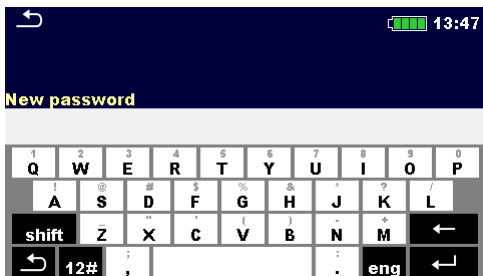 13:47
New password
1 2 3 4 5 6 7 8 9 0
Q W E R T Y U I O P
! @ # $ % & * ? /
A S D F G H J K L
" ' ( ) - +
shift Z X C V B N M
; :
12# , . eng